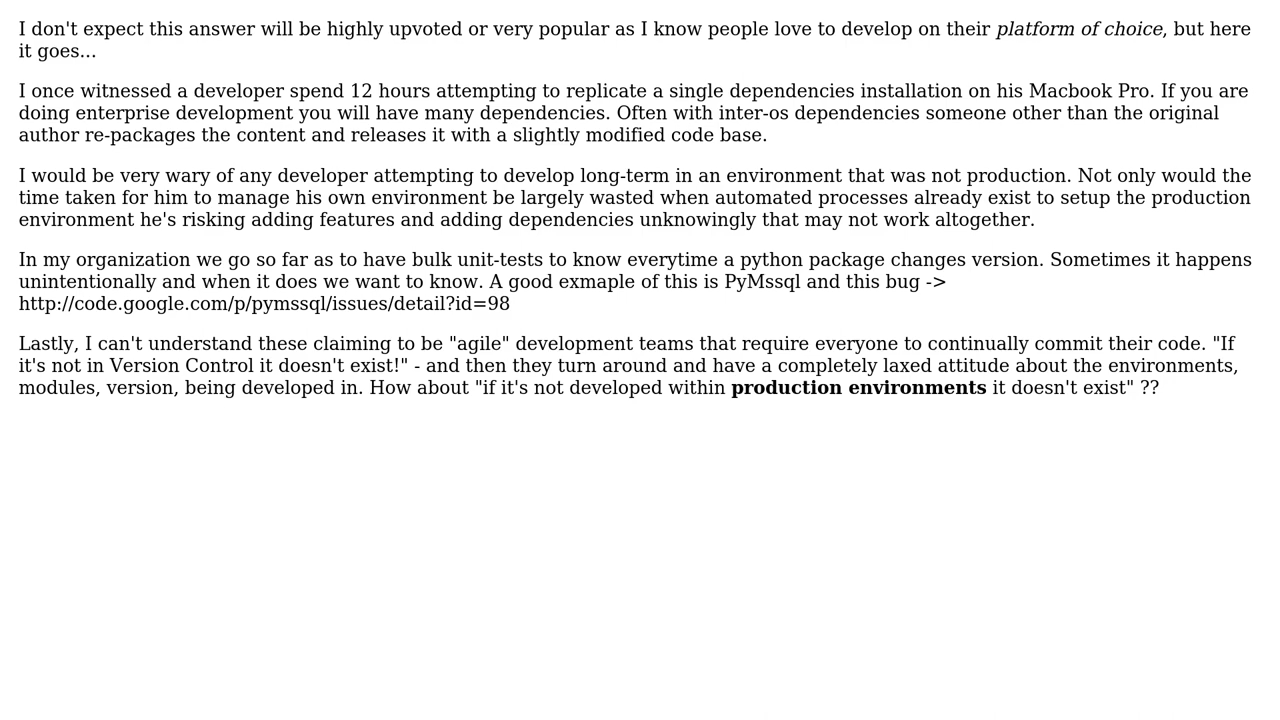 I don't expect this answer will be highly upvoted or very popular as I know people love to develop on their platform of choice, but here
it goes...
I once witnessed a developer spend 12 hours attempting to replicate a single dependencies installation on his Macbook Pro. If you are
doing enterprise development you will have many dependencies. Often with inter-os dependencies someone other than the original
author re-packages the content and releases it with a slightly modified code base.
I would be very wary of any developer attempting to develop long-term in an environment that was not production. Not only would the
time taken for him to manage his own environment be largely wasted when automated processes already exist to setup the production
environment he's risking adding features and adding dependencies unknowingly that may not work altogether.
In my organization we go so far as to have bulk unit-tests to know everytime a python package changes version. Sometimes it happens
unintentionally and when it does we want to know. A good exmaple of this is PyMssql and this bug ->
http://code.google.com/p/pymssql/issues/detail?id=98
Lastly, I can't understand these claiming to be "agile" development teams that require everyone to continually commit their code. "If
it's not in Version Control it doesn't exist!" - and then they turn around and have a completely laxed attitude about the environments,
modules, version, being developed in. How about "if it's not developed within production environments it doesn't exist" ??